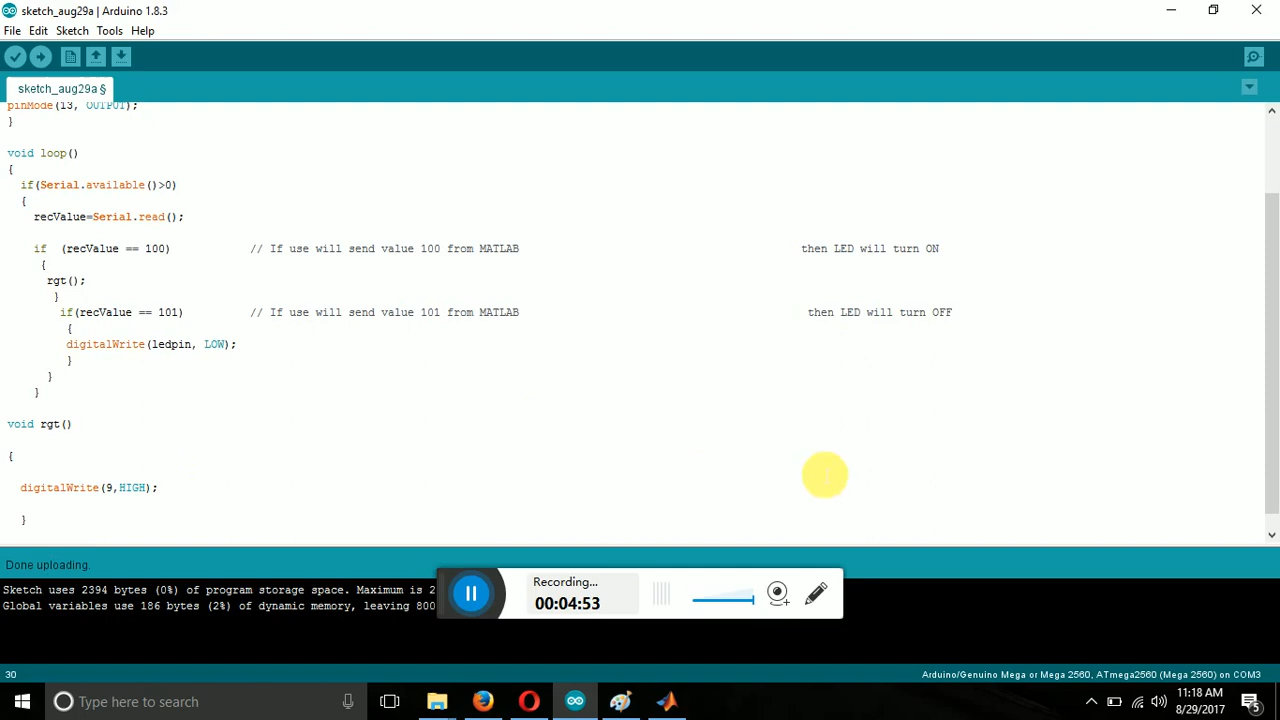 sketch_aug29a | Arduino 1.8.3
File Edit Sketch Tools Help
sketch_aug29a §
pinMode(13, OUTPUT);
}
void loop()
{
if(Serial.available()>0)
{
recValue=Serial.read();
if (recValue == 100) // If use will send value 100 from MATLAB then LED will turn ON
{
rgt();
}
if(recValue == 101) // If use will send value 101 from MATLAB then LED will turn OFF
{
digitalWrite(ledpin, LOW);
}
}
}
void rgt()
{
digitalWrite(9,HIGH);
}
Done uploading.
Sketch uses 2394 bytes (0%) of program storage space. Maximum is 2
Global variables use 186 bytes (2%) of dynamic memory, leaving 800
Recording...
00:04:53
30 Arduino/Genuino Mega or Mega 2560, ATmega2560 (Mega 2560) on COM3
Type here to search
11:18 AM
8/29/2017
5